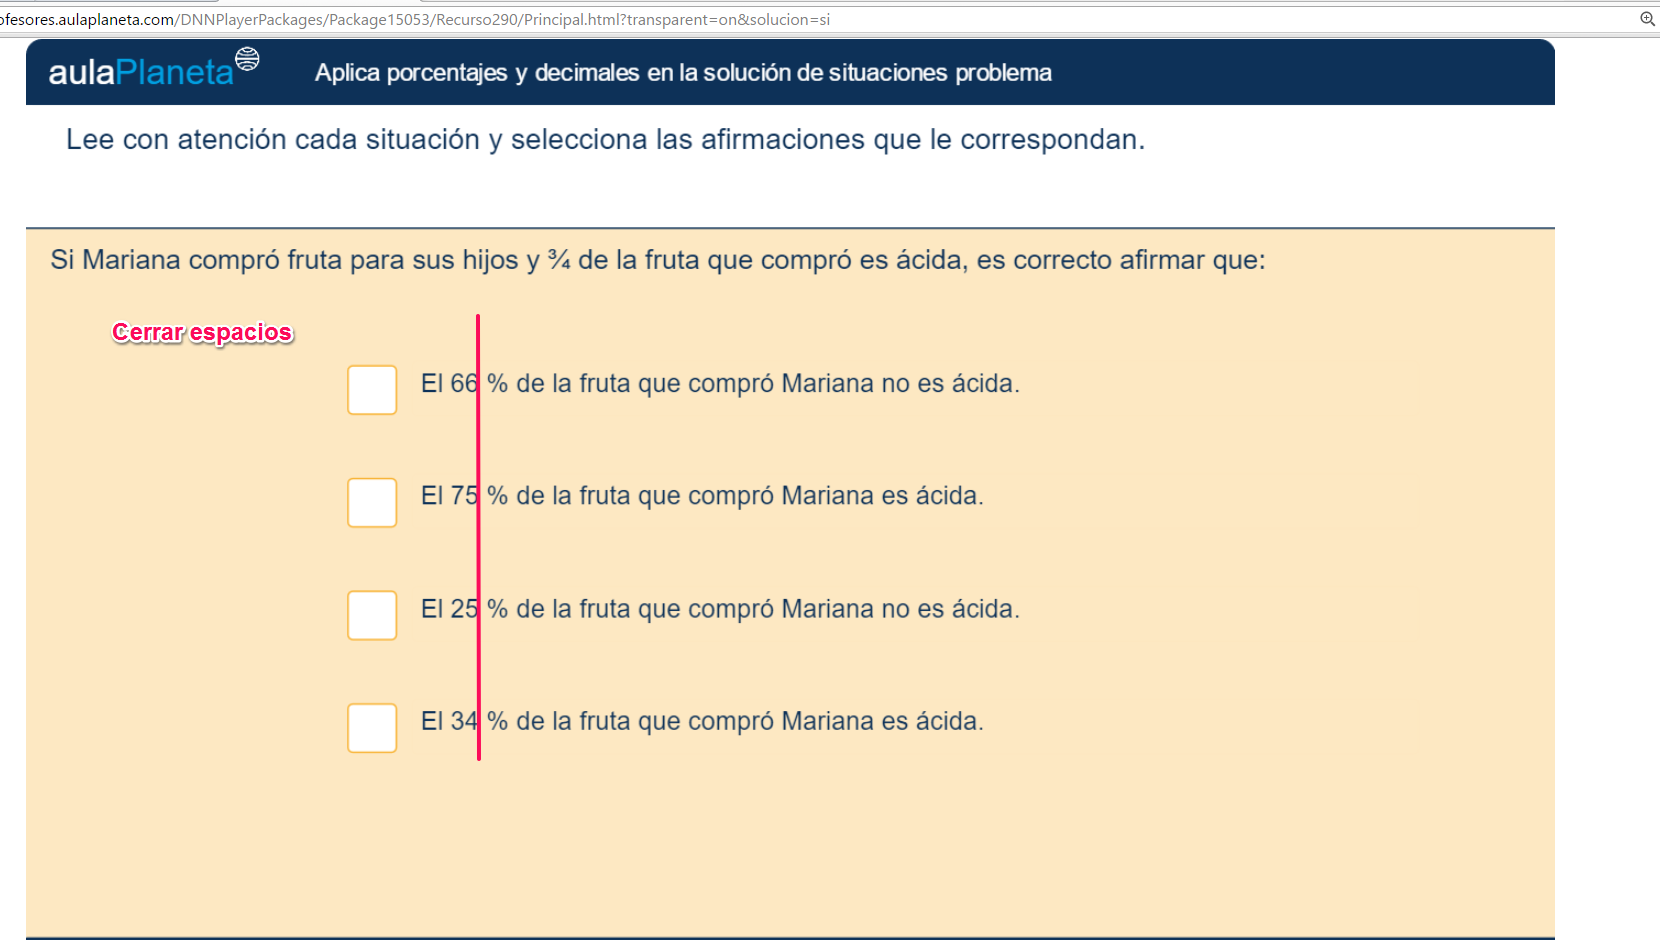 ofesores.aulaplaneta.com/DNNPlayerPackages/Package15053/Recurso290/Principal.html?transparent=on&solucion=si
aulaPlaneta
Aplica porcentajes y decimales en la solución de situaciones problema
Lee con atención cada situación y selecciona las afirmaciones que le correspondan.
Si Mariana compró fruta para sus hijos y ¾ de la fruta que compró es ácida, es correcto afirmar que:
Cerrar espacios
El 66 % de la fruta que compró Mariana no es ácida.
El 75 % de la fruta que compró Mariana es ácida.
El 25 % de la fruta que compró Mariana no es ácida.
El 34 % de la fruta que compró Mariana es ácida.